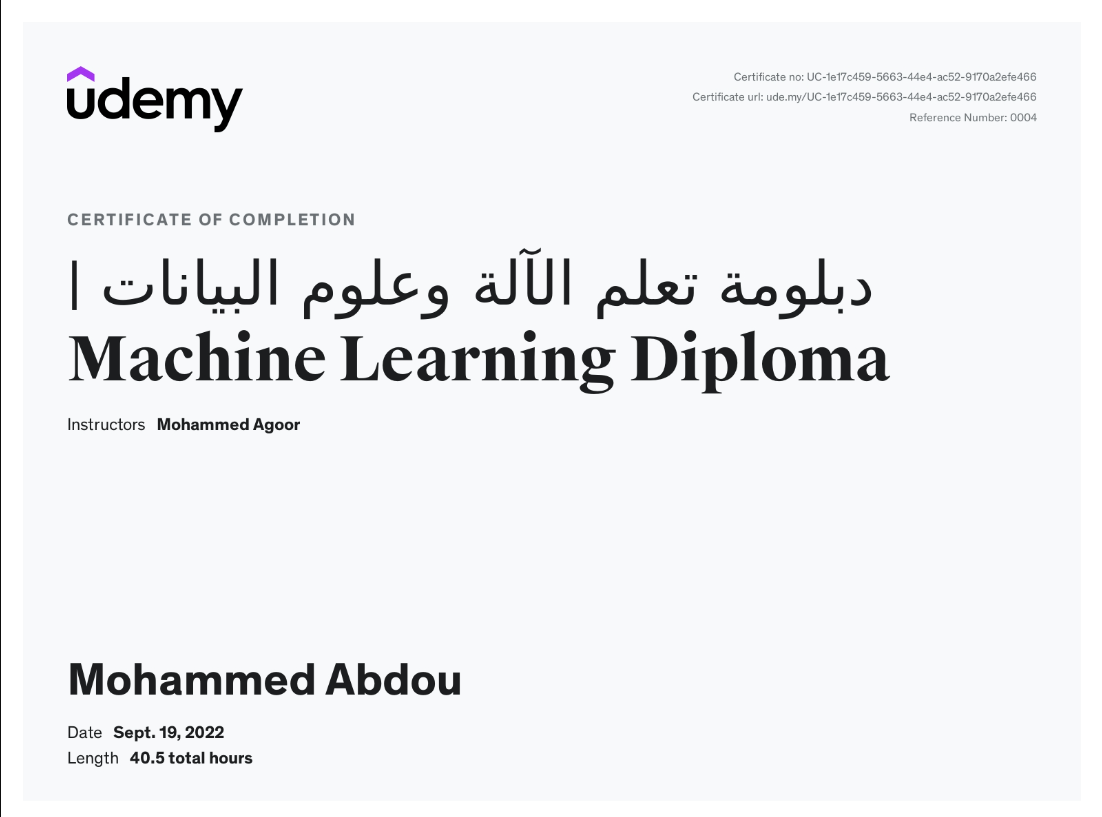 udemy
Certificate no: UC-1e17c459-5663-44e4-ac52-9170a2efe466
Certificate url: ude.my/UC-1e17c459-5663-44e4-ac52-9170a2efe466
Reference Number: 0004
CERTIFICATE OF COMPLETION
دبلومة تعلم الآلة وعلوم البيانات |
Machine Learning Diploma
Instructors Mohammed Agoor
Mohammed Abdou
Date Sept. 19, 2022
Length 40.5 total hours